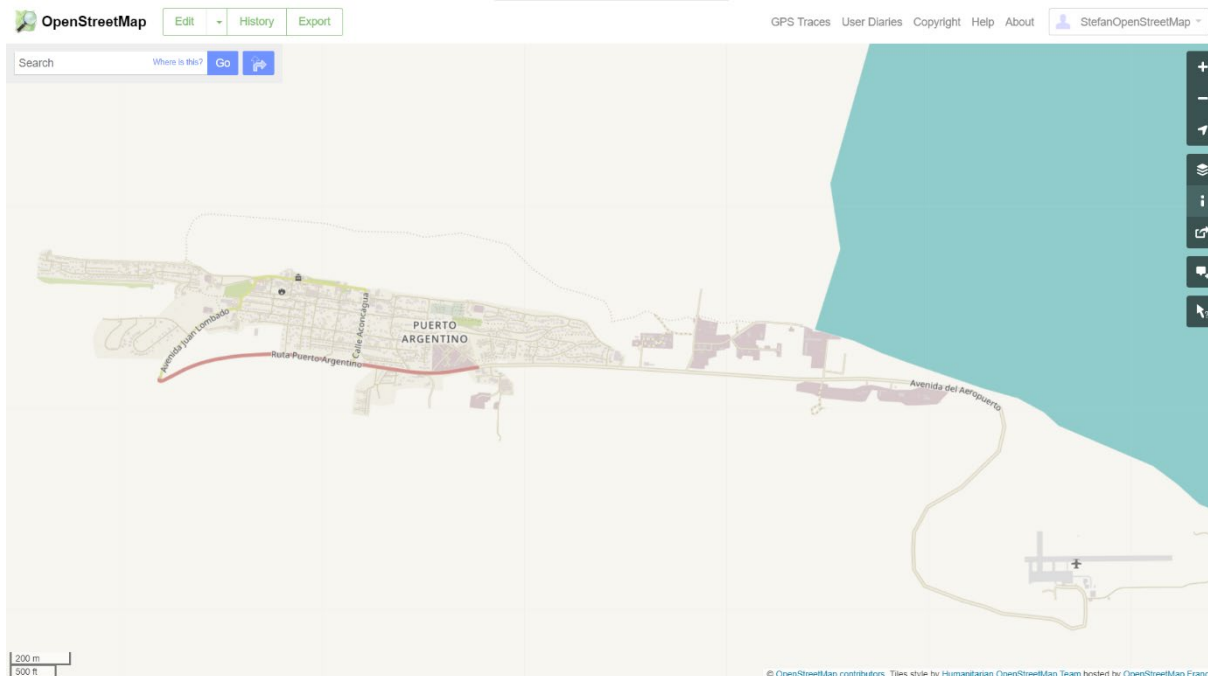 OpenStreetMap Edit History Export GPS Traces User Diaries Copyright Help About StefanOpenStreetMap
Search Where is this? Go
Avenida Juan Lombado
Calle Aconcagua
PUERTO
ARGENTINO
Ruta Puerto Argentino
Avenida del Aeropuerto
200 m
500 ft
© OpenStreetMap contributors. Tiles style by Humanitarian OpenStreetMap Team hosted by OpenStreetMap Franc